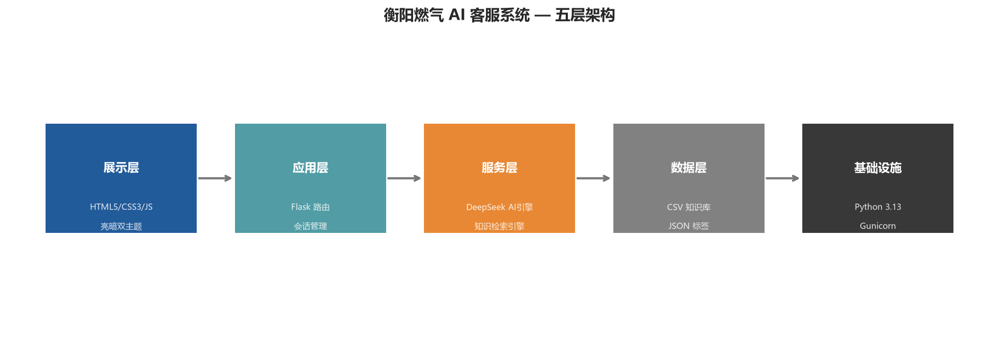 衡阳燃气 AI 客服系统 — 五层架构
展示层
HTML5/CSS3/JS
亮暗双主题
应用层
Flask 路由
会话管理
服务层
DeepSeek AI引擎
知识检索引擎
数据层
CSV 知识库
JSON 标签
基础设施
Python 3.13
Gunicorn